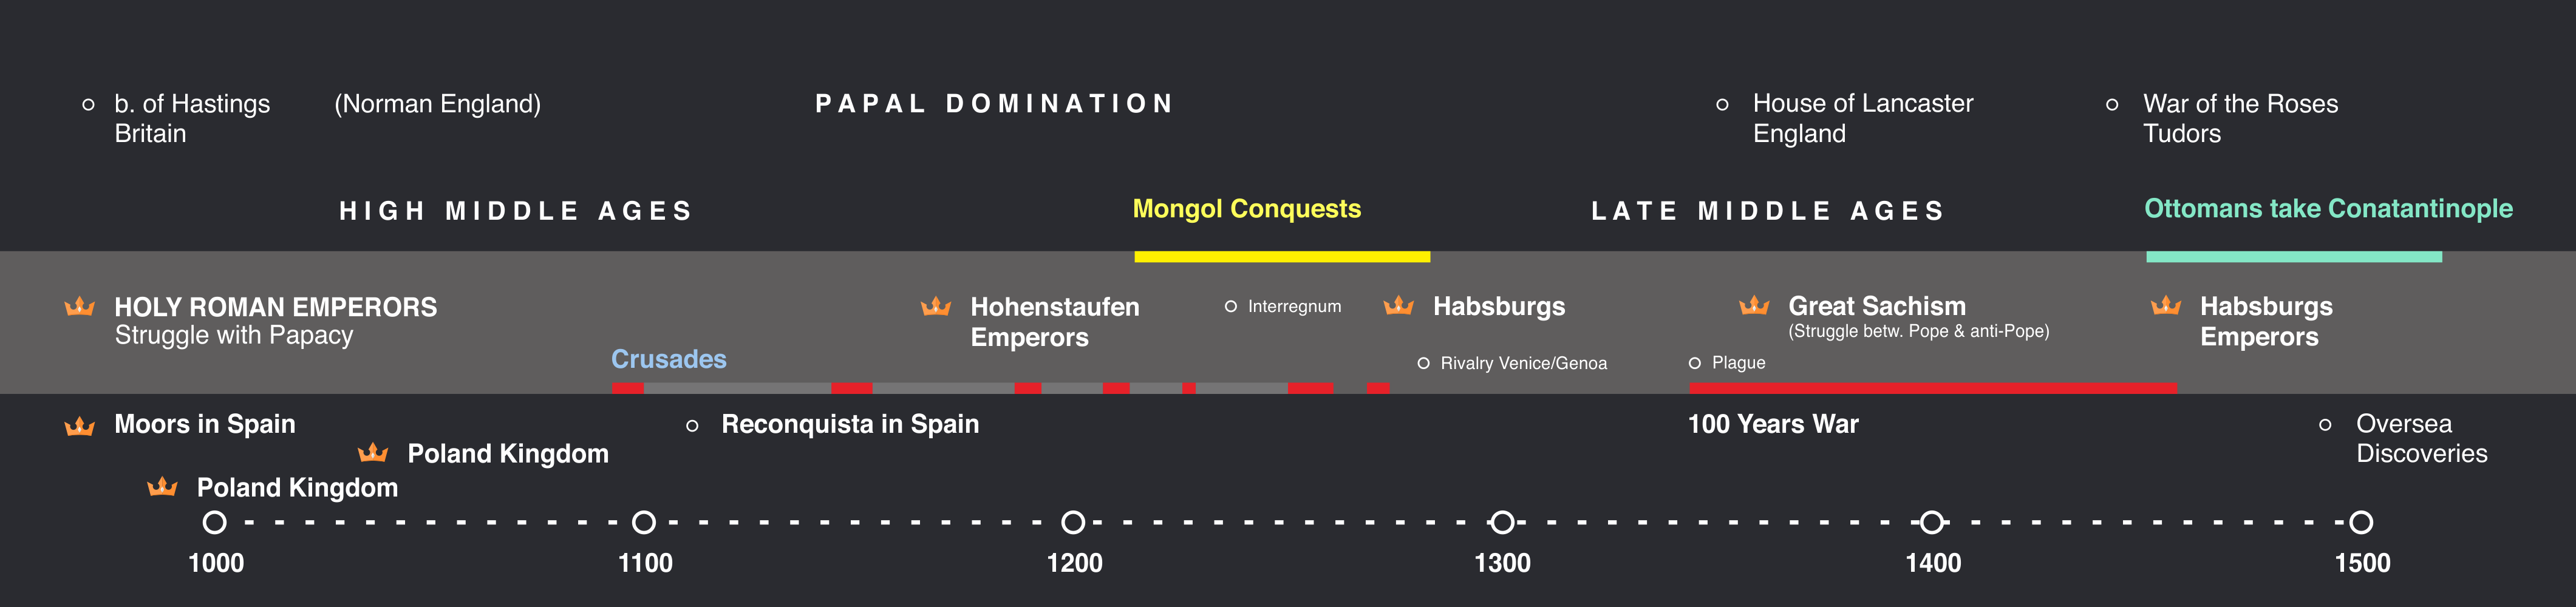 b. of Hastings
Britain
(Norman England)
PAPAL DOMINATION
House of Lancaster
England
War of the Roses
Tudors
HIGH MIDDLE AGES
Mongol Conquests
LATE MIDDLE AGES
Ottomans take Conatantinople
HOLY ROMAN EMPERORS
Struggle with Papacy
Hohenstaufen
Emperors
Interregnum
Habsburgs
Great Sachism
(Struggle betw. Pope & anti-Pope)
Habsburgs
Emperors
Crusades
Rivalry Venice/Genoa
Plague
Moors in Spain
Reconquista in Spain
100 Years War
Oversea
Discoveries
Poland Kingdom
Poland Kingdom
1000
1100
1200
1300
1400
1500